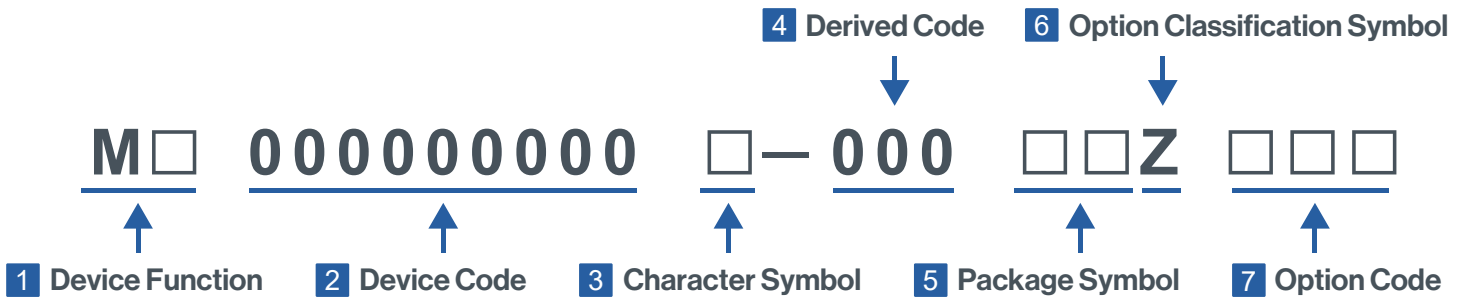 4 Derived Code 6 Option Classification Symbol
M□ 000000000 □— 000 □□Z □□□
1 Device Function 2 Device Code 3 Character Symbol 5 Package Symbol 7 Option Code